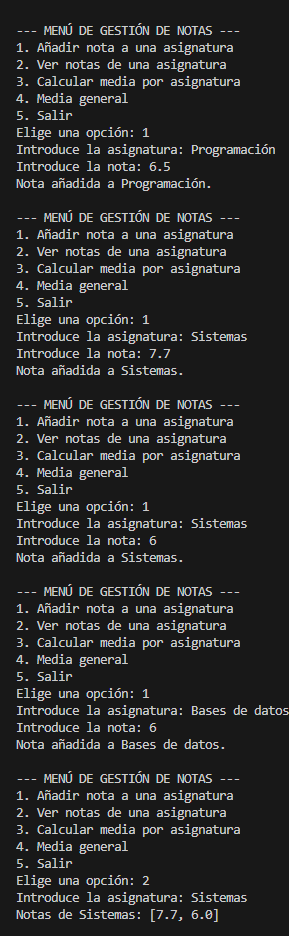 --- MENÚ DE GESTIÓN DE NOTAS ---
1. Añadir nota a una asignatura
2. Ver notas de una asignatura
3. Calcular media por asignatura
4. Media general
5. Salir
Elige una opción: 1
Introduce la asignatura: Programación
Introduce la nota: 6.5
Nota añadida a Programación.

--- MENÚ DE GESTIÓN DE NOTAS ---
1. Añadir nota a una asignatura
2. Ver notas de una asignatura
3. Calcular media por asignatura
4. Media general
5. Salir
Elige una opción: 1
Introduce la asignatura: Sistemas
Introduce la nota: 7.7
Nota añadida a Sistemas.

--- MENÚ DE GESTIÓN DE NOTAS ---
1. Añadir nota a una asignatura
2. Ver notas de una asignatura
3. Calcular media por asignatura
4. Media general
5. Salir
Elige una opción: 1
Introduce la asignatura: Sistemas
Introduce la nota: 6
Nota añadida a Sistemas.

--- MENÚ DE GESTIÓN DE NOTAS ---
1. Añadir nota a una asignatura
2. Ver notas de una asignatura
3. Calcular media por asignatura
4. Media general
5. Salir
Elige una opción: 1
Introduce la asignatura: Bases de datos
Introduce la nota: 6
Nota añadida a Bases de datos.

--- MENÚ DE GESTIÓN DE NOTAS ---
1. Añadir nota a una asignatura
2. Ver notas de una asignatura
3. Calcular media por asignatura
4. Media general
5. Salir
Elige una opción: 2
Introduce la asignatura: Sistemas
Notas de Sistemas: [7.7, 6.0]